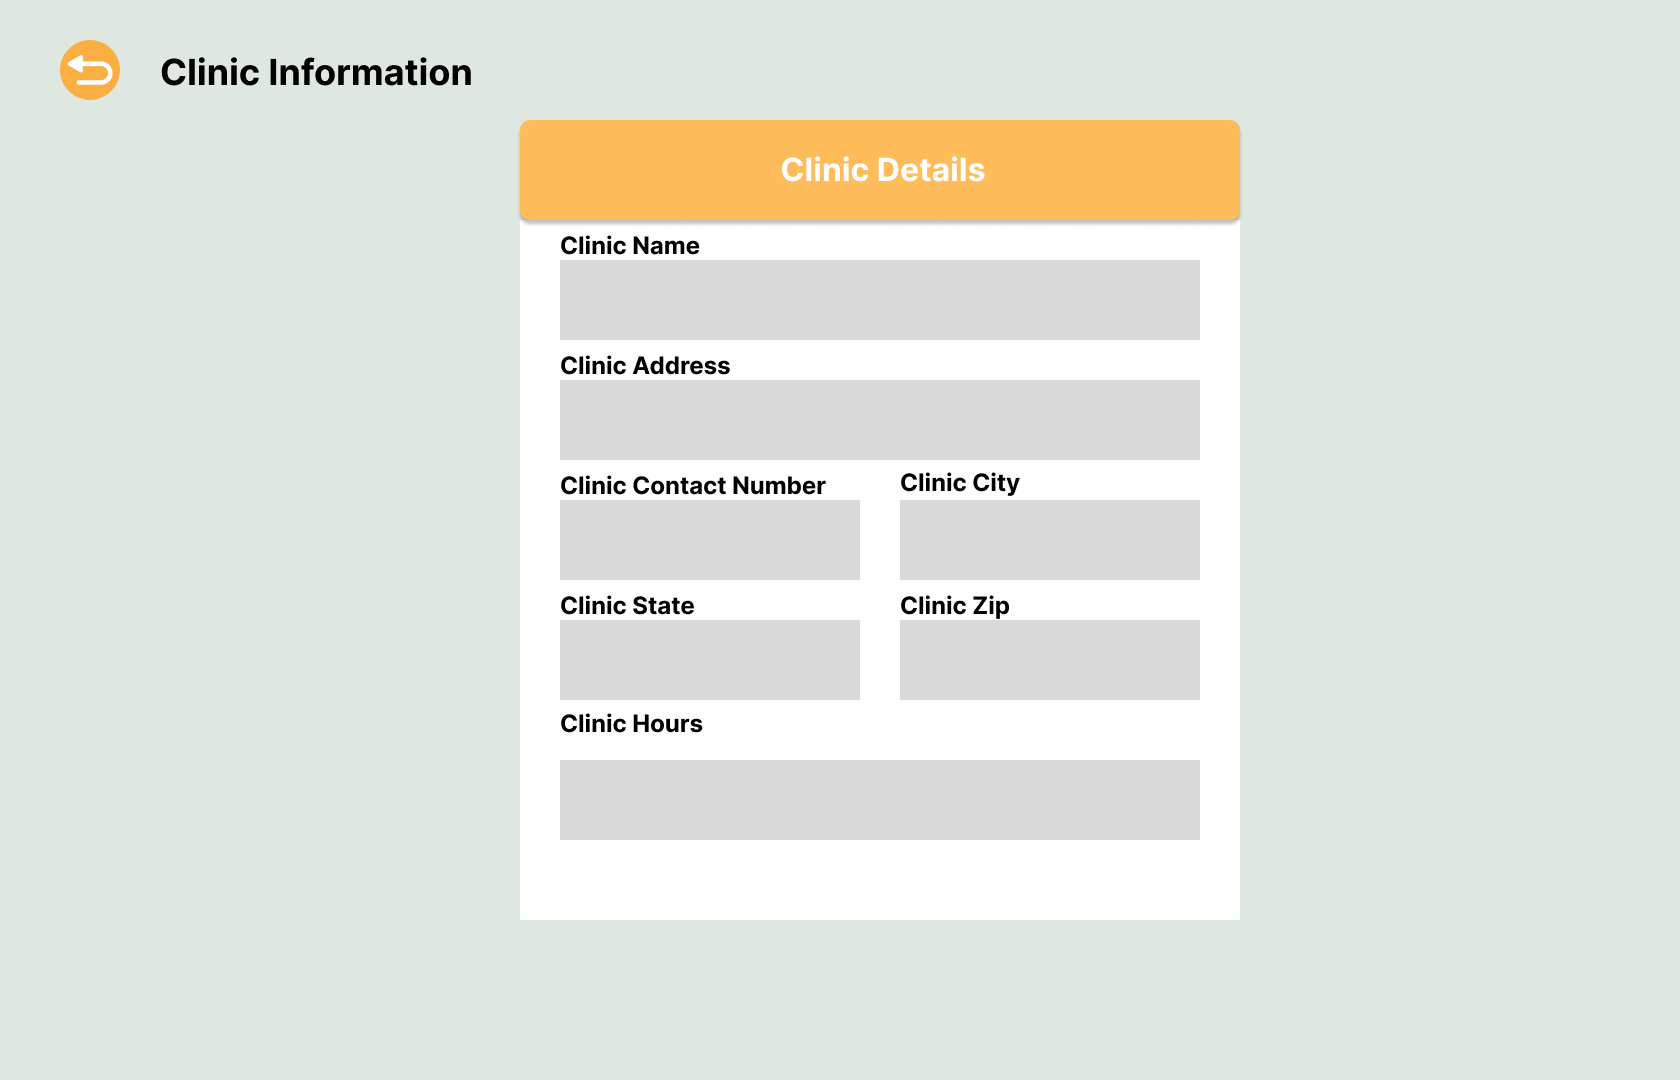 Clinic Information
Clinic Details
Clinic Name
Clinic Address
Clinic Contact Number
Clinic City
Clinic State
Clinic Zip
Clinic Hours